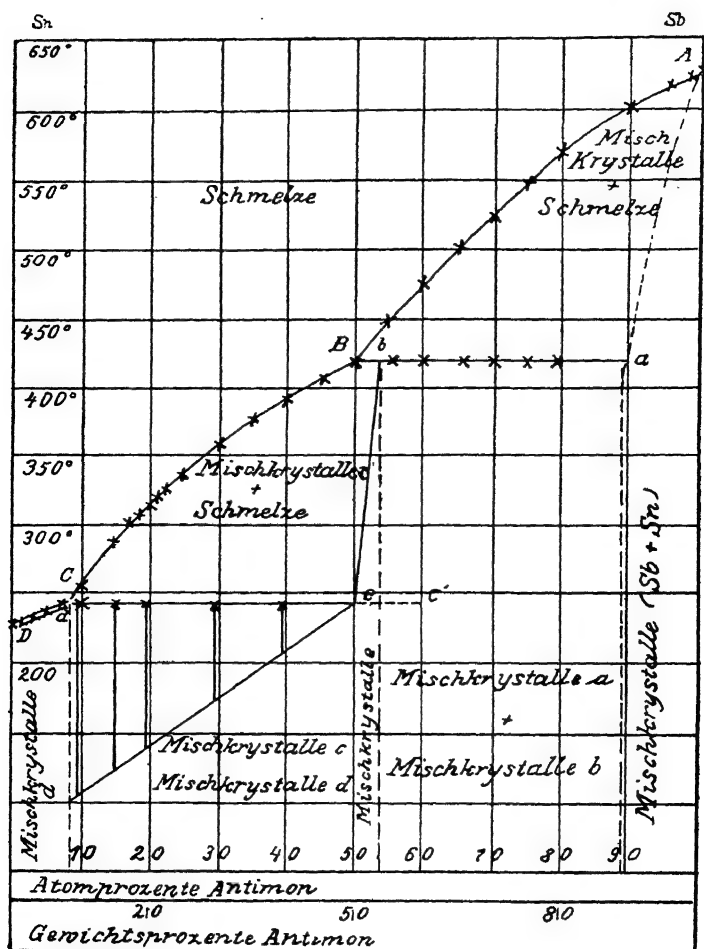 Sn
Sb
650°
A
600°
Misch
Krystalle
+
Schmelze
550°
Schmelze
500°
450°
B
b
a
400°
350°
Mischkrystalle c
+
Schmelze
300°
C
D
d
e
c'
200
Mischkrystalle a
+
Mischkrystalle b
Mischkrystalle c
Mischkrystalle d
Mischkrystalle
d
Mischkrystalle
Mischkrystalle (Sb + Sn)
10 20 30 40 50 60 70 80 90
Atomprozente Antimon
20 50 80
Gewichtsprozente Antimon